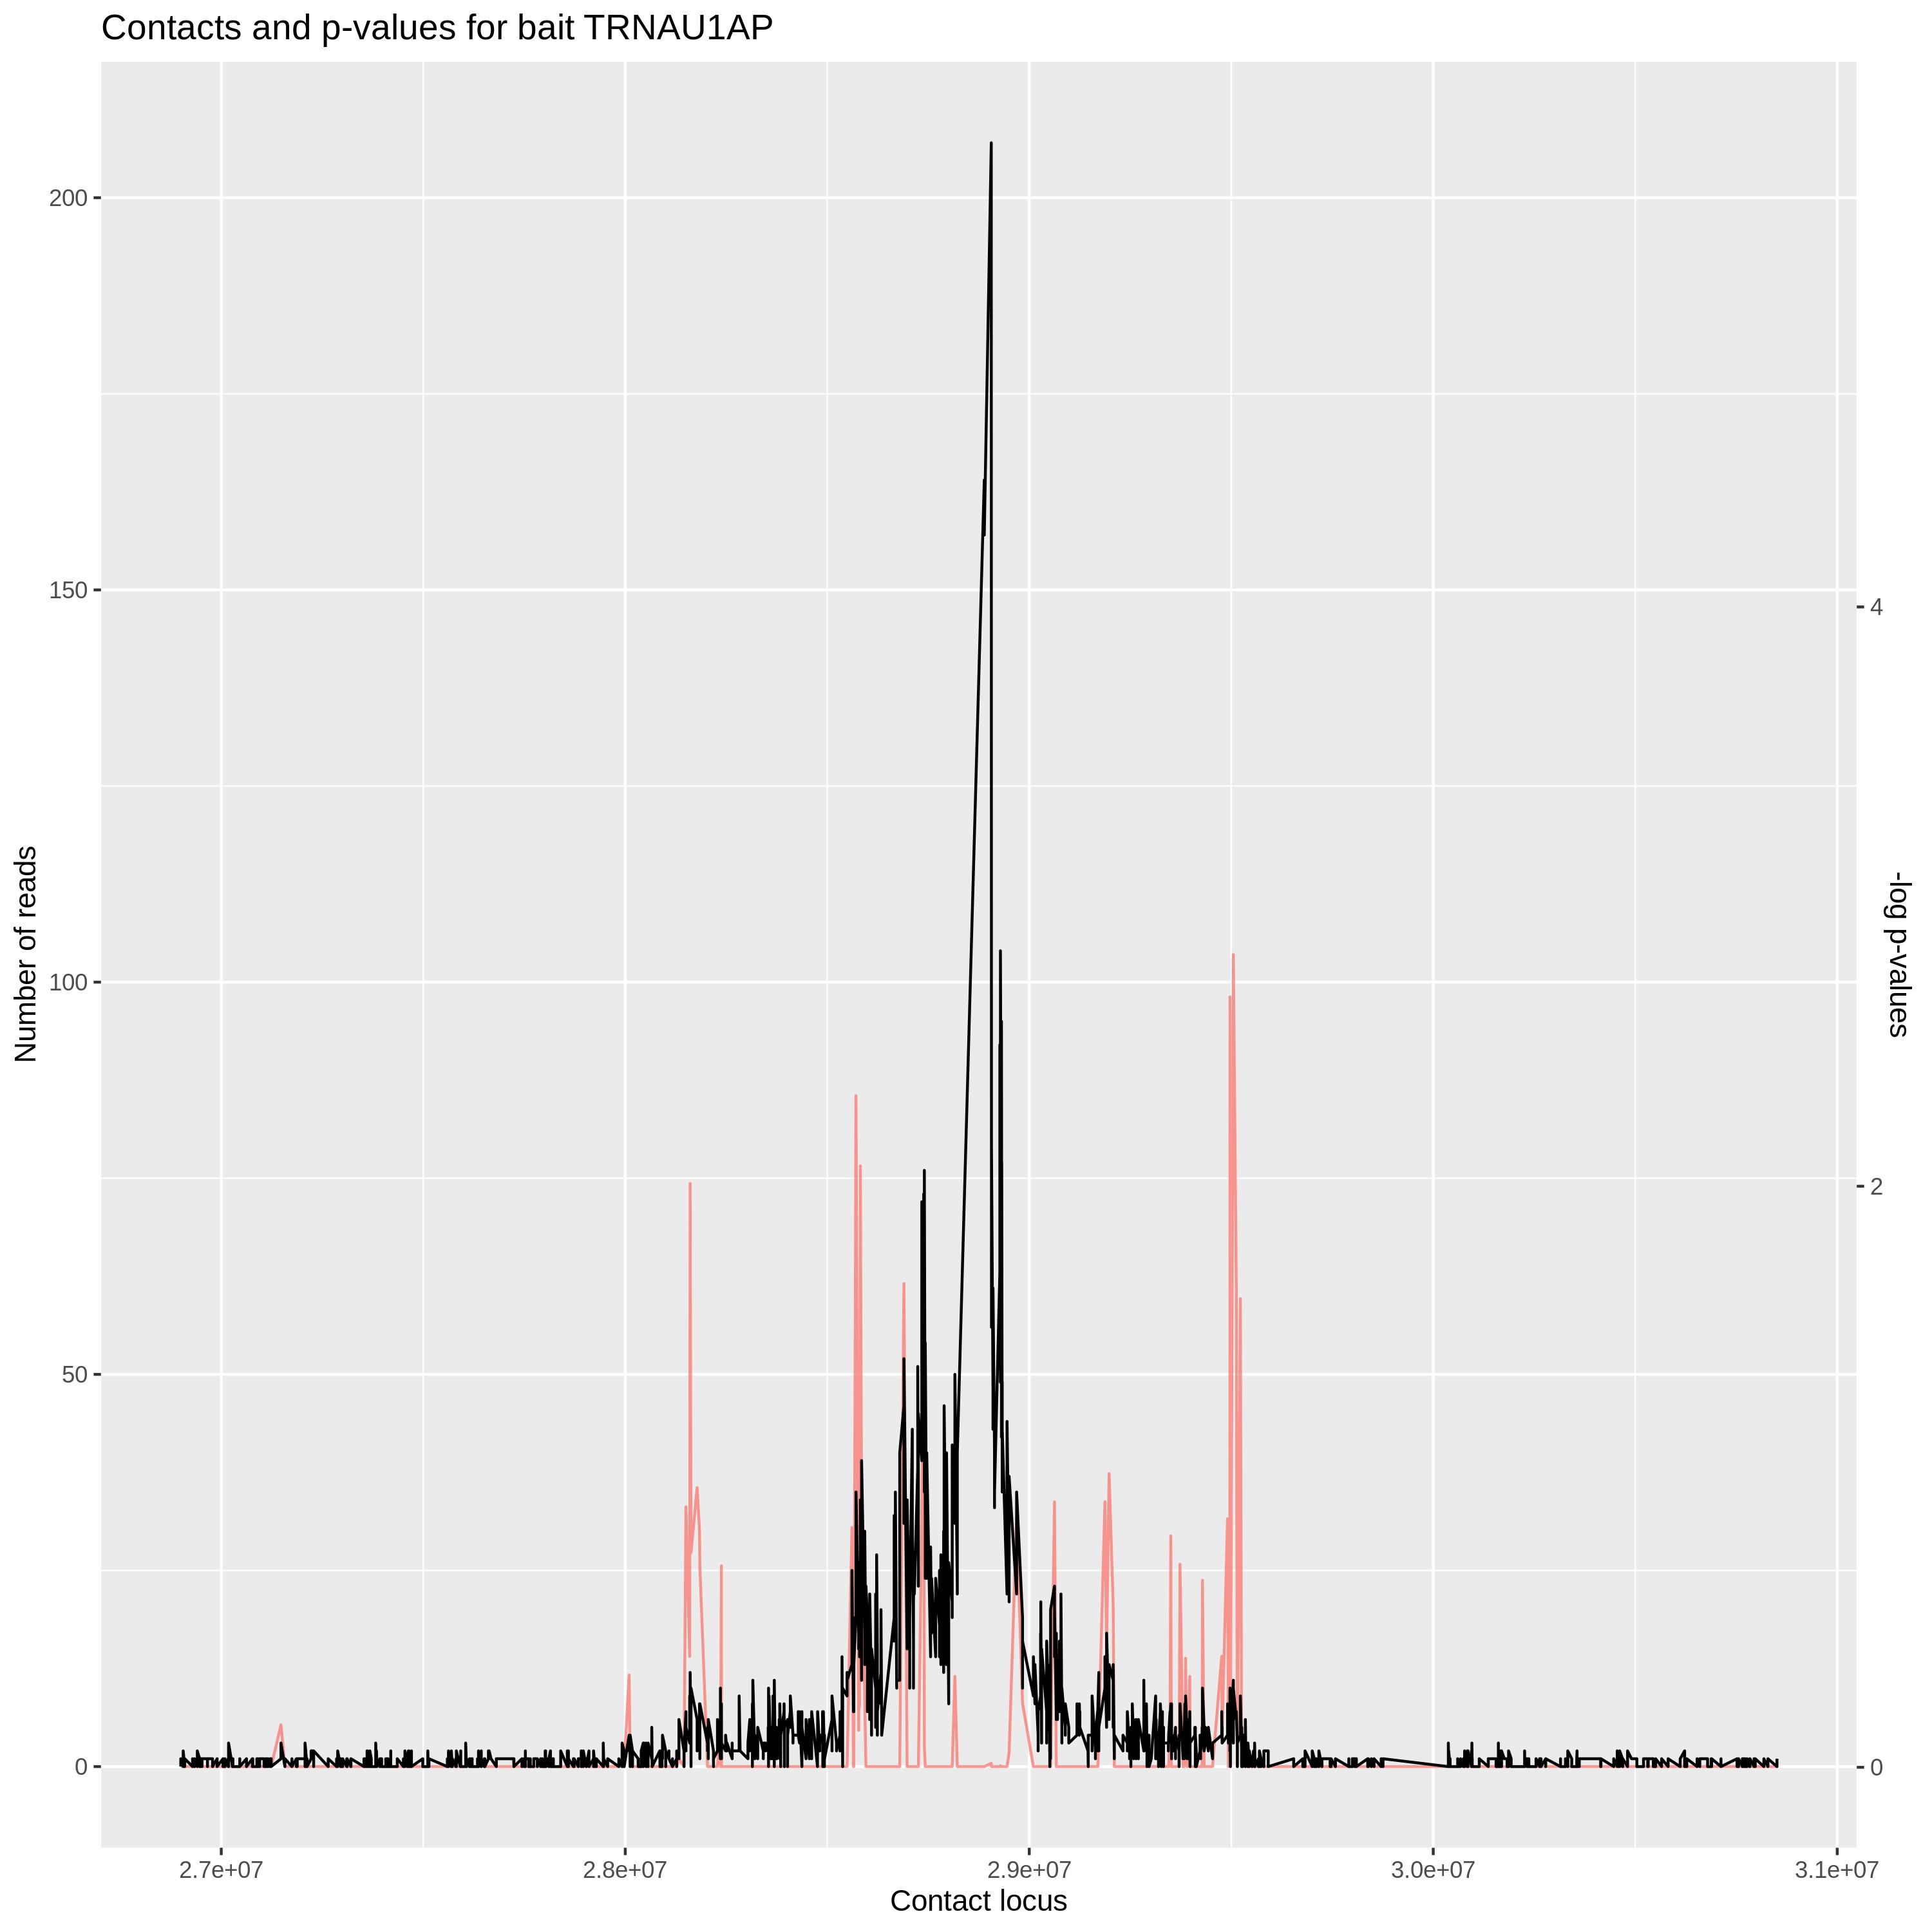 Contacts and p-values for bait TRNAU1AP
200
150
100
50
0
Number of reads
4
2
0
-log p-values
2.7e+07
2.8e+07
2.9e+07
3.0e+07
3.1e+07
Contact locus